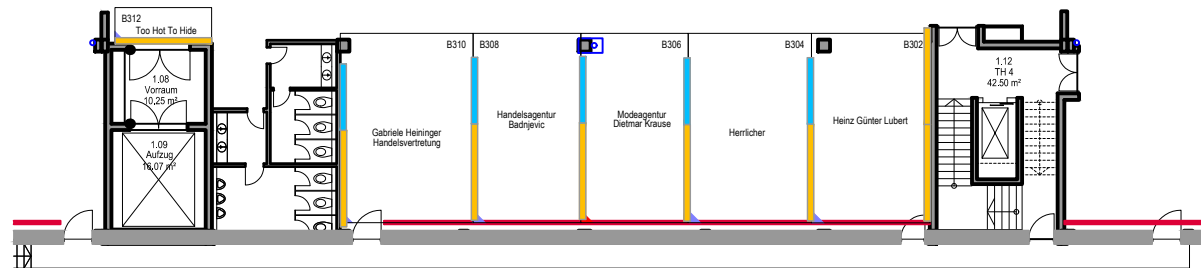 B312
Too Hot To Hide
1.08
Vorraum
10.25 m²
1.09
Aufzug
16.07 m²
B310
B308
B306
B304
B302
Gabriele Heininger
Handelsvertretung
Handelsagentur
Badnjevic
Modeagentur
Dietmar Krause
Herrlicher
Heinz Günter Lubert
1.12
TH 4
42.50 m²